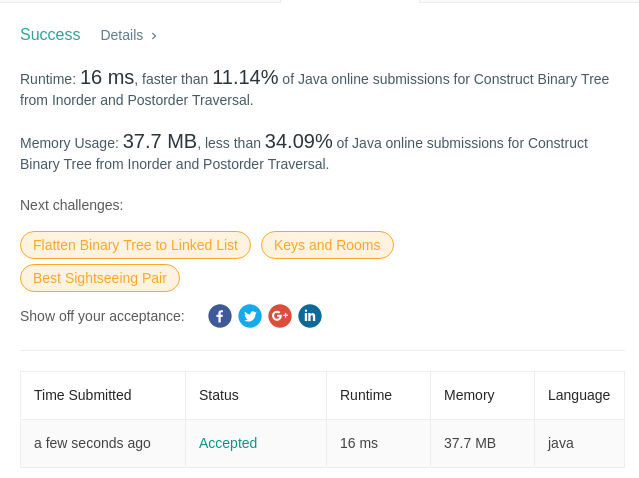 Success Details ›
Runtime: 16 ms, faster than 11.14% of Java online submissions for Construct Binary Tree
from Inorder and Postorder Traversal.
Memory Usage: 37.7 MB, less than 34.09% of Java online submissions for Construct
Binary Tree from Inorder and Postorder Traversal.
Next challenges:
Flatten Binary Tree to Linked List Keys and Rooms
Best Sightseeing Pair
Show off your acceptance: f G+ in
Time Submitted Status Runtime Memory Language
a few seconds ago Accepted 16 ms 37.7 MB java